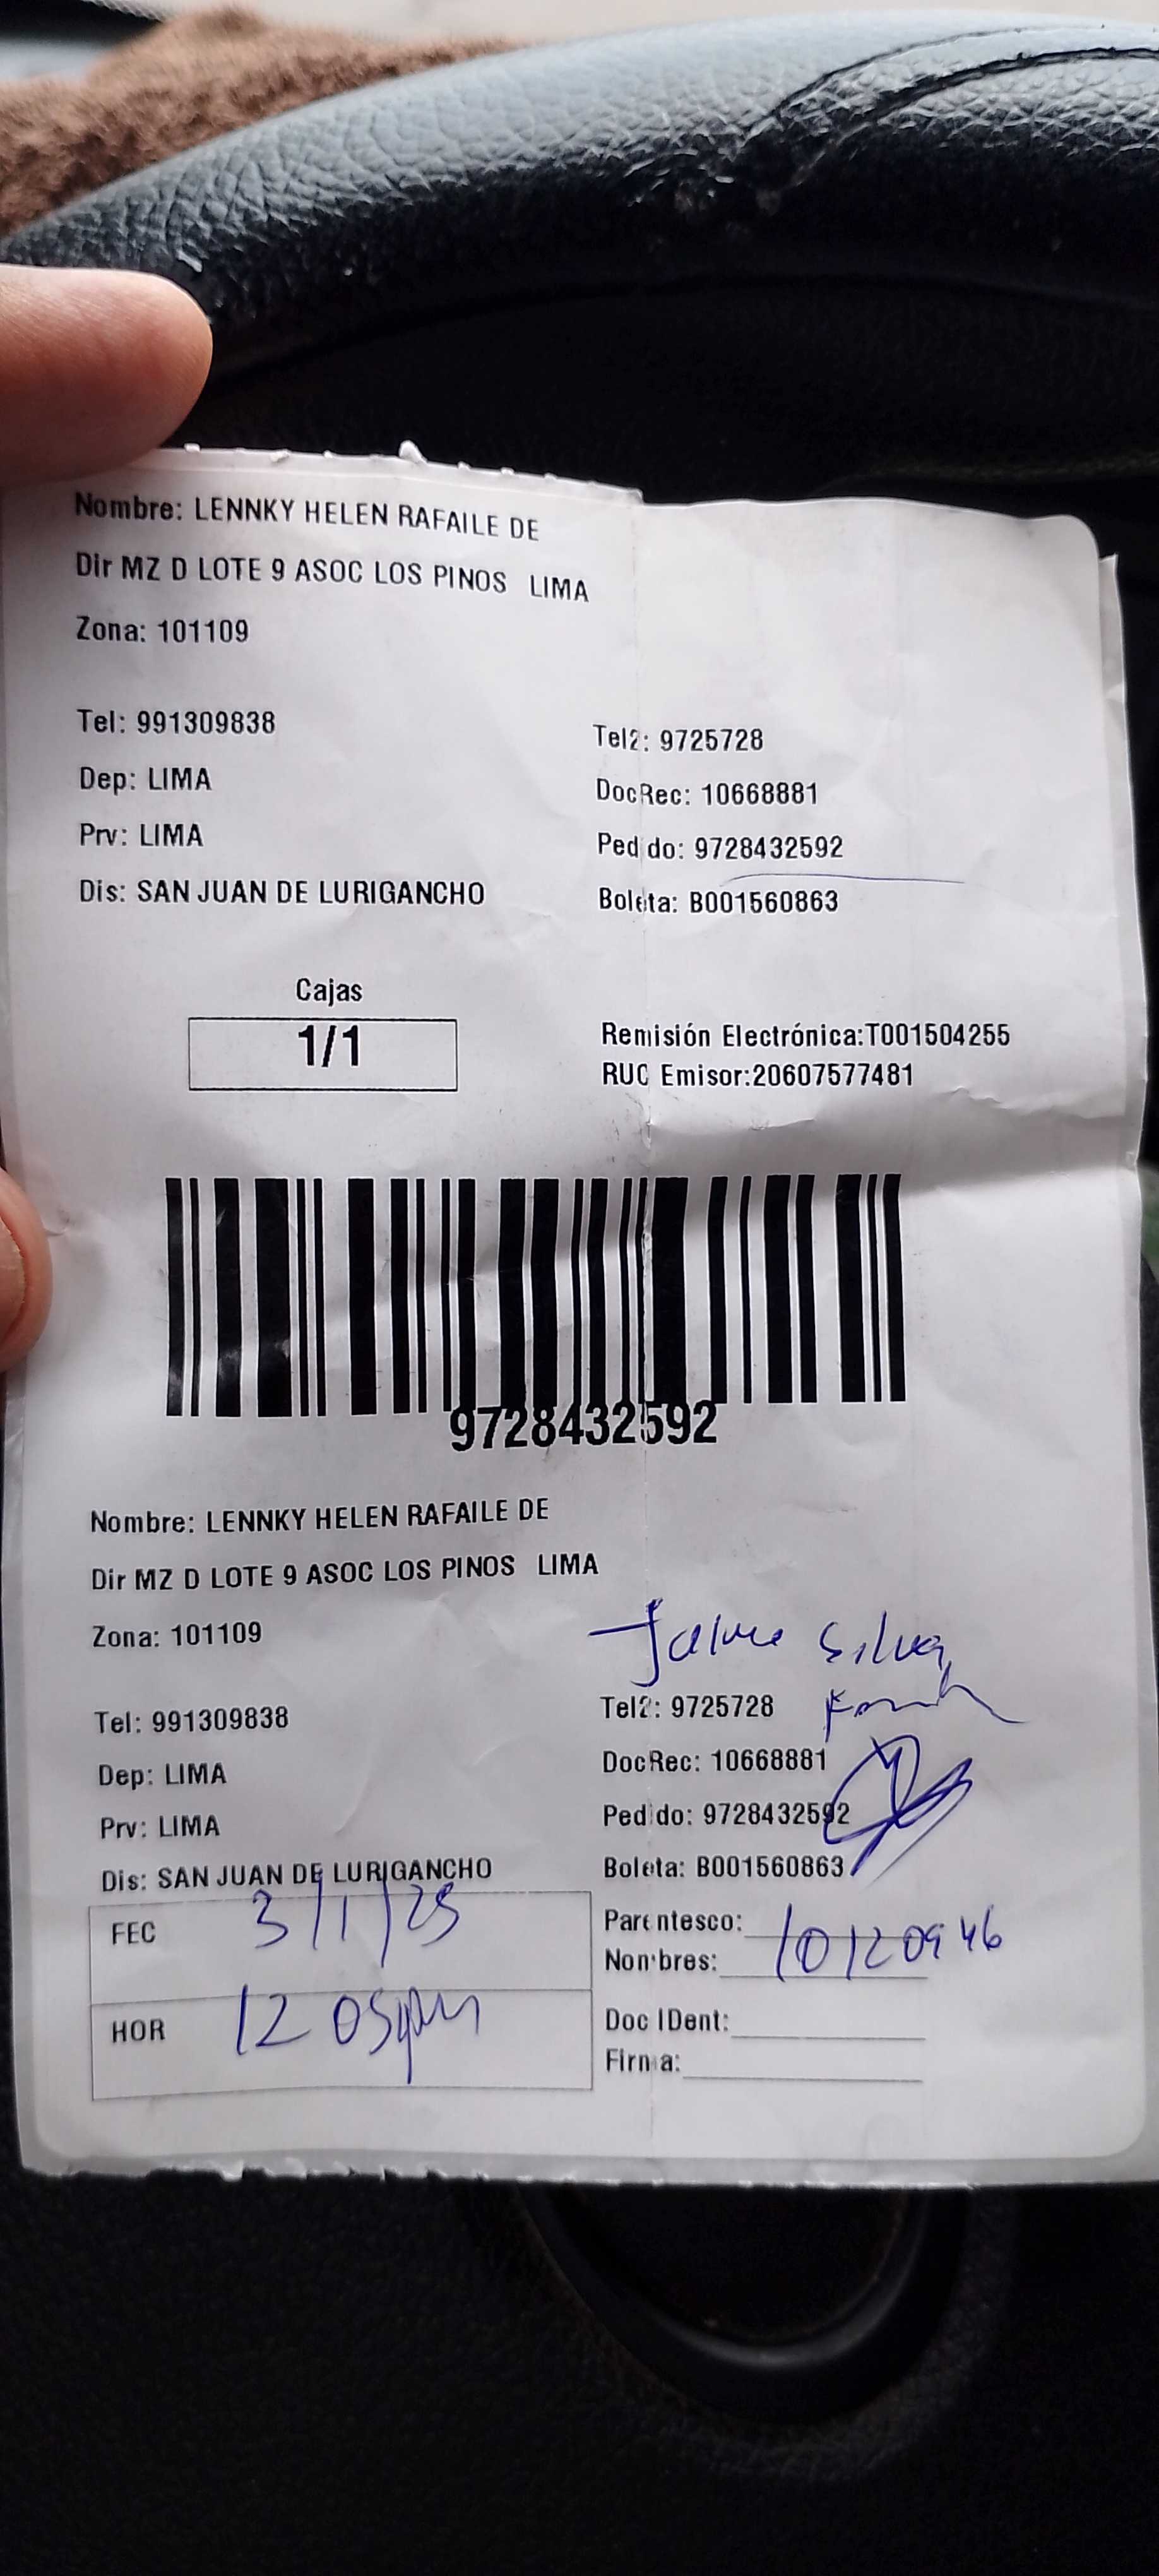 Nombre: LENNKY HELEN RAFAILE DE
Dir MZ D LOTE 9 ASOC LOS PINOS LIMA
Zona: 101109
Tel: 991309838
Tel2: 9725728
Dep: LIMA
DocRec: 10668881
Prv: LIMA
Pedido: 9728432592
Dis: SAN JUAN DE LURIGANCHO
Boleta: B001560863
Cajas
1/1
Remisión Electrónica:T001504255
RUC Emisor:20607577481
9728432592
Nombre: LENNKY HELEN RAFAILE DE
Dir MZ D LOTE 9 ASOC LOS PINOS LIMA
Zona: 101109
Jaime Silva
Tel: 991309838
Tel2: 9725728
Dep: LIMA
DocRec: 10668881
Prv: LIMA
Pedido: 9728432592
Dis: SAN JUAN DE LURIGANCHO
Boleta: B001560863
FEC 3/1/25
Parentesco:
Nombres: 10120946
HOR 12 05pm
Doc IDent:
Firma: